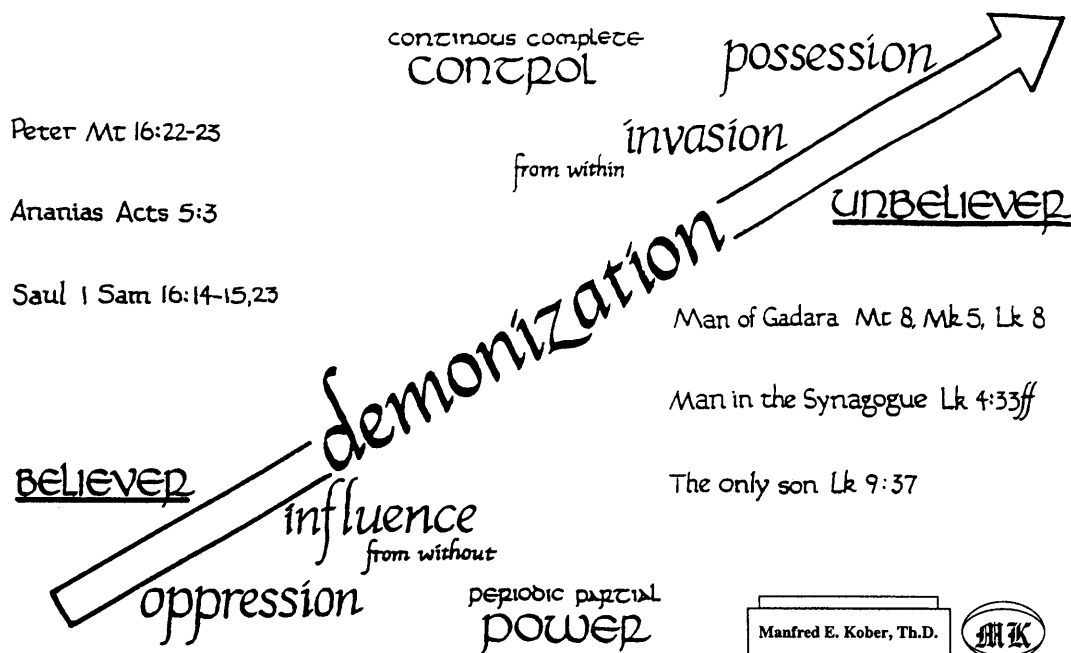 continous complete
CONTROL
possession
Peter Mt 16:22-23
invasion
from within
Ananias Acts 5:3
UNBELIEVER
Saul 1 Sam 16:14-15,23
demonization
Man of Gadara Mt 8, Mk 5, Lk 8
Man in the Synagogue Lk 4:33ff
BELIEVER
The only son Lk 9:37
influence
from without
oppression
periodic partial
POWER
Manfred E. Kober, Th.D.
MK